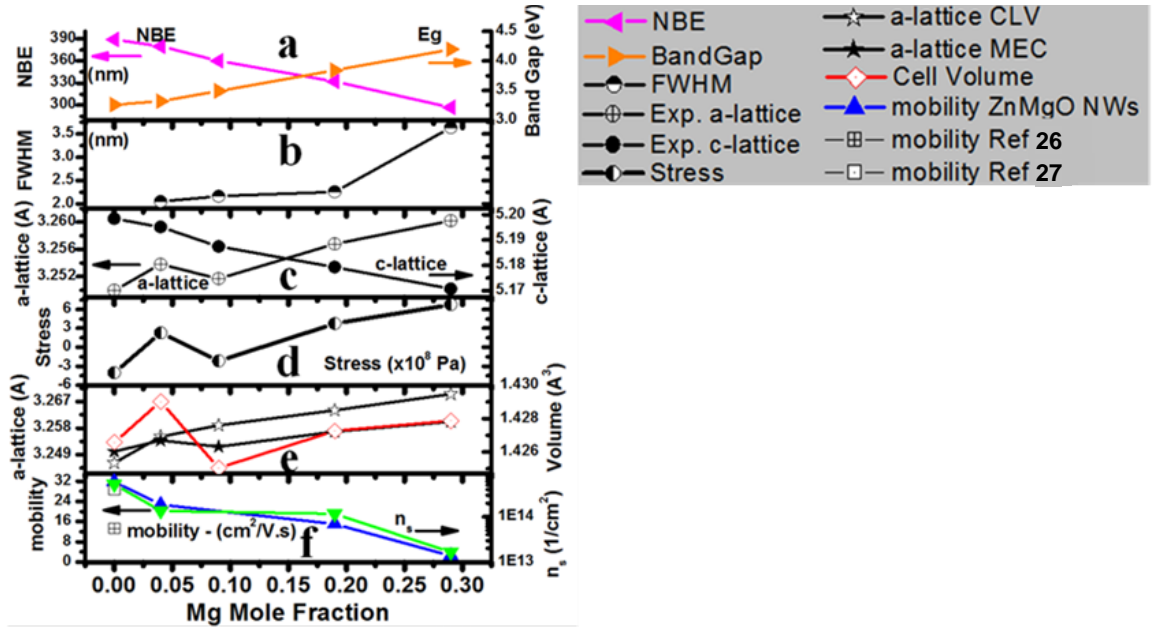 NBE
(nm)
390
360
330
300
NBE
a
Eg
4.5
4.0
3.5
3.0
Band Gap (eV)
FWHM
(nm)
3.5
3.0
2.5
2.0
b
a-lattice (A)
3.260
3.256
3.252
a-lattice
c
c-lattice
5.20
5.19
5.18
5.17
c-lattice (A)
Stress
6
3
0
-3
-6
d
Stress (x10⁸ Pa)
a-lattice (A)
3.267
3.258
3.249
e
1.430
1.428
1.426
Volume (A³)
mobility
32
24
16
8
0
mobility - (cm²/V.s)
f
nₛ
1E14
1E13
nₛ (1/cm²)
0.00 0.05 0.10 0.15 0.20 0.25 0.30
Mg Mole Fraction
NBE
BandGap
FWHM
Exp. a-lattice
Exp. c-lattice
Stress
a-lattice CLV
a-lattice MEC
Cell Volume
mobility ZnMgO NWs
mobility Ref 26
mobility Ref 27